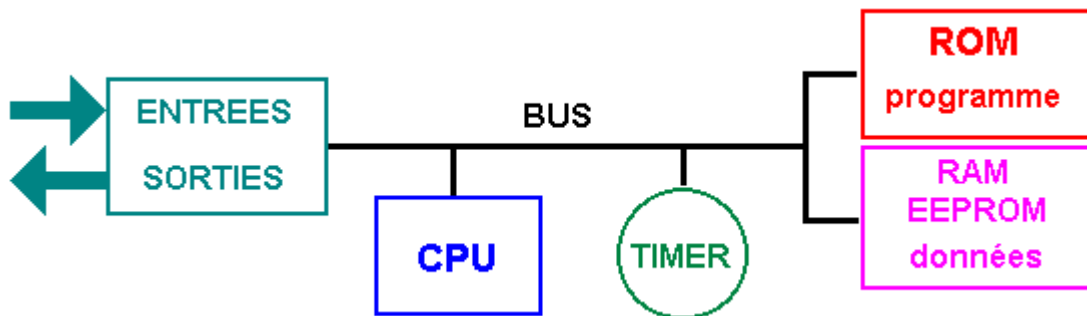 ENTREES
SORTIES
BUS
CPU
TIMER
ROM
programme
RAM
EEPROM
données